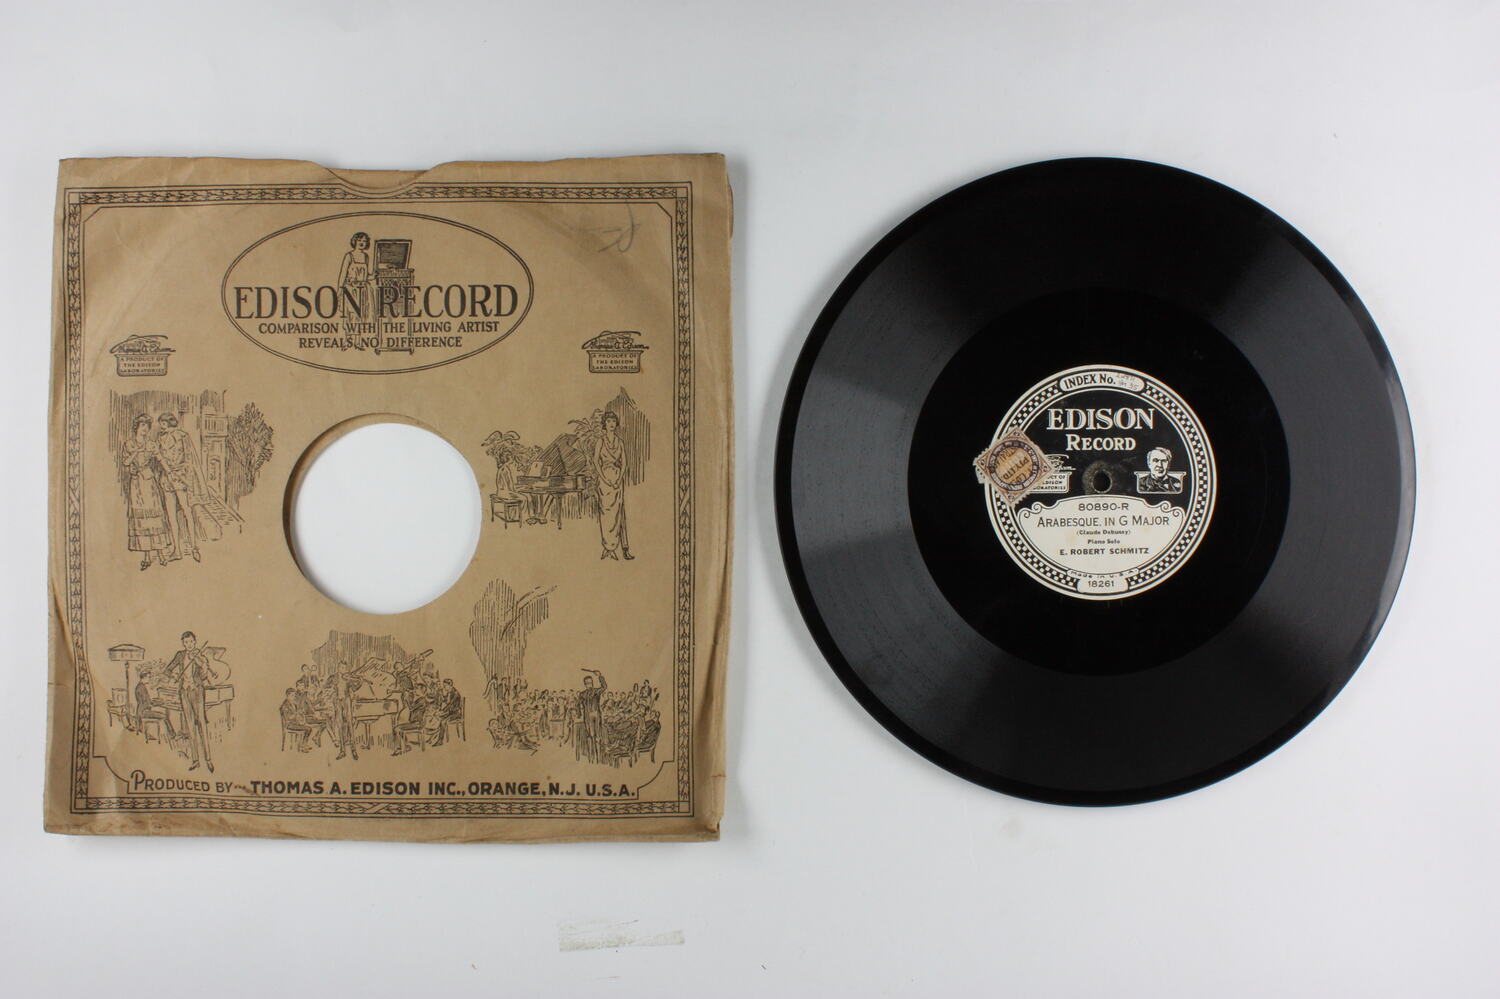 EDISON RECORD
COMPARISON WITH THE LIVING ARTIST
REVEALS NO DIFFERENCE
A PRODUCT OF
THE EDISON
LABORATORIES
A PRODUCT OF
THE EDISON
LABORATORIES
PRODUCED BY THOMAS A. EDISON INC., ORANGE, N.J. U.S.A.
INDEX No.
EDISON
RECORD
80890-R
ARABESQUE, IN G MAJOR
(Claude Debussy)
Piano Solo
E. ROBERT SCHMITZ
Made in U.S.A.
18261